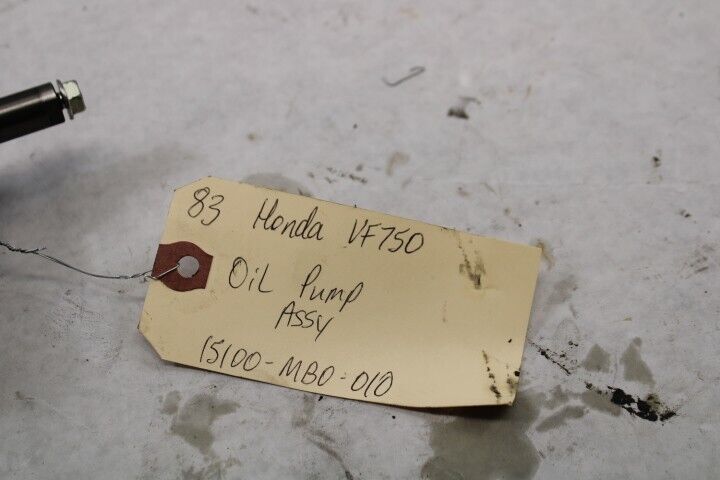 83 Honda VF750
OiL Pump
Assy
15100-MB0-010